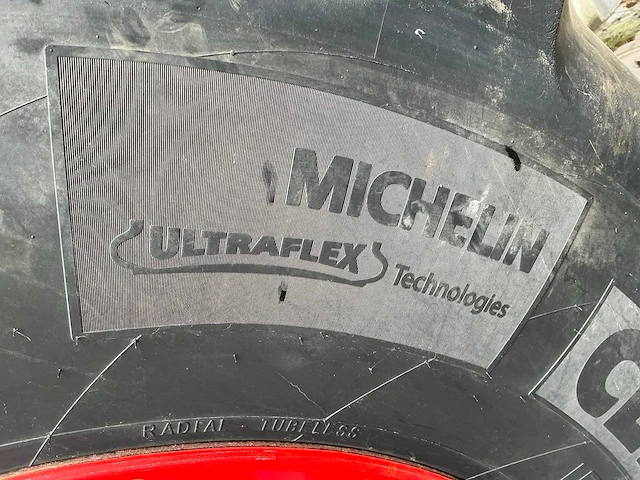 MICHELIN
ULTRAFLEX
Technologies
RADIAL TUBELESS